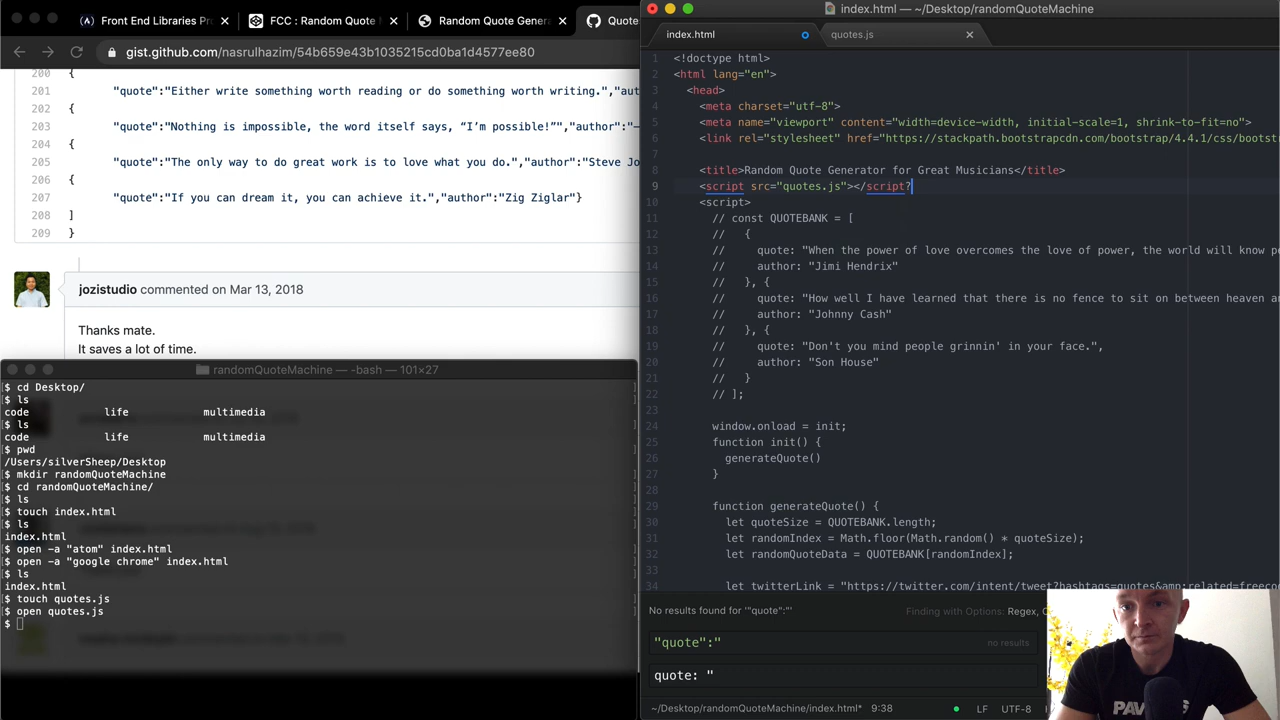 Front End Libraries Pr
FCC : Random Quote M
Random Quote Genera
Quote
gist.github.com/nasrulhazim/54b659e43b1035215cd0ba1d4577ee80
200 {
201 "quote":"Either write something worth reading or do something worth writing.","aut
202 {
203 "quote":"Nothing is impossible, the word itself says, “I’m possible!”","author":"—
204 {
205 "quote":"The only way to do great work is to love what you do.","author":"Steve Jo
206 {
207 "quote":"If you can dream it, you can achieve it.","author":"Zig Ziglar"}
208 ]
209 }
jozistudio commented on Mar 13, 2018
Thanks mate.
It saves a lot of time.
randomQuoteMachine — -bash — 101×27
$ cd Desktop/
$ ls
code life multimedia
$ ls
code life multimedia
$ pwd
/Users/silverSheep/Desktop
$ mkdir randomQuoteMachine
$ cd randomQuoteMachine/
$ ls
$ touch index.html
$ ls
index.html
$ open -a "atom" index.html
$ open -a "google chrome" index.html
$ ls
index.html
$ touch quotes.js
$ open quotes.js
$
index.html — ~/Desktop/randomQuoteMachine
index.html
quotes.js
1 <!doctype html>
2 <html lang="en">
3 <head>
4 <meta charset="utf-8">
5 <meta name="viewport" content="width=device-width, initial-scale=1, shrink-to-fit=no">
6 <link rel="stylesheet" href="https://stackpath.bootstrapcdn.com/bootstrap/4.4.1/css/bootst
7
8 <title>Random Quote Generator for Great Musicians</title>
9 <script src="quotes.js"></script?
10 <script>
11 // const QUOTEBANK = [
12 // {
13 // quote: "When the power of love overcomes the love of power, the world will know pe
14 // author: "Jimi Hendrix"
15 // }, {
16 // quote: "How well I have learned that there is no fence to sit on between heaven an
17 // author: "Johnny Cash"
18 // }, {
19 // quote: "Don't you mind people grinnin' in your face.",
20 // author: "Son House"
21 // }
22 // ];
23
24 window.onload = init;
25 function init() {
26 generateQuote()
27 }
28
29 function generateQuote() {
30 let quoteSize = QUOTEBANK.length;
31 let randomIndex = Math.floor(Math.random() * quoteSize);
32 let randomQuoteData = QUOTEBANK[randomIndex];
33
34 let twitterLink = "https://twitter.com/intent/tweet?hashtags=quotes&amp;related=freeco
No results found for '"quote":"'
Finding with Options: Regex, C
"quote":"
no results
quote: "
~/Desktop/randomQuoteMachine/index.html* 9:38
LF UTF-8
PAV